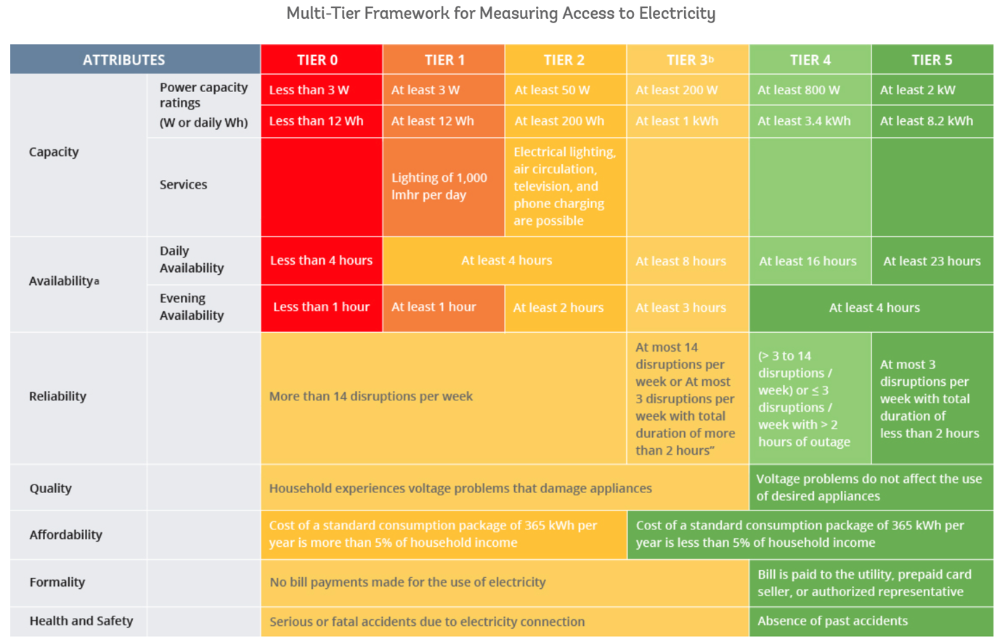 Multi-Tier Framework for Measuring Access to Electricity
ATTRIBUTES
TIER 0
TIER 1
TIER 2
TIER 3b
TIER 4
TIER 5
Capacity
Power capacity
ratings
(W or daily Wh)
Less than 3 W
At least 3 W
At least 50 W
At least 200 W
At least 800 W
At least 2 kW
Less than 12 Wh
At least 12 Wh
At least 200 Wh
At least 1 kWh
At least 3.4 kWh
At least 8.2 kWh
Services
Lighting of 1,000
lmhr per day
Electrical lighting,
air circulation,
television, and
phone charging
are possible
Availabilitya
Daily
Availability
Less than 4 hours
At least 4 hours
At least 8 hours
At least 16 hours
At least 23 hours
Evening
Availability
Less than 1 hour
At least 1 hour
At least 2 hours
At least 3 hours
At least 4 hours
Reliability
More than 14 disruptions per week
At most 14
disruptions per
week or At most
3 disruptions per
week with total
duration of more
than 2 hours”
(> 3 to 14
disruptions /
week) or ≤ 3
disruptions /
week with > 2
hours of outage
At most 3
disruptions per
week with total
duration of
less than 2 hours
Quality
Household experiences voltage problems that damage appliances
Voltage problems do not affect the use
of desired appliances
Affordability
Cost of a standard consumption package of 365 kWh per
year is more than 5% of household income
Cost of a standard consumption package of 365 kWh per
year is less than 5% of household income
Formality
No bill payments made for the use of electricity
Bill is paid to the utility, prepaid card
seller, or authorized representative
Health and Safety
Serious or fatal accidents due to electricity connection
Absence of past accidents